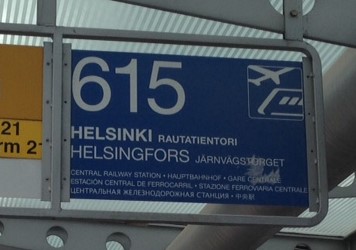 615
HELSINKI RAUTATIENTORI
HELSINGFORS JÄRNVÄGSTORGET
CENTRAL RAILWAY STATION • HAUPTBAHNHOF • GARE CENTRALE
ESTACIÓN CENTRAL DE FERROCARRIL • STAZIONE FERROVIARIA CENTRALE
ЦЕНТРАЛЬНАЯ ЖЕЛЕЗНОДОРОЖНАЯ СТАНЦИЯ • 中央駅
21
rm 21